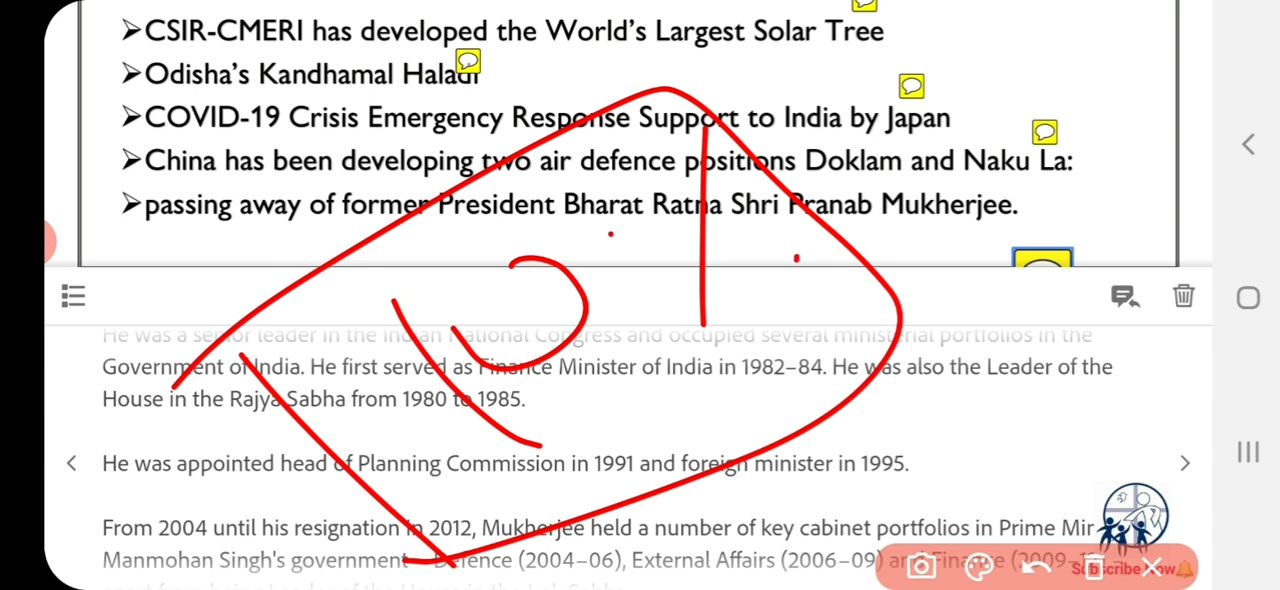 ➢CSIR-CMERI has developed the World's Largest Solar Tree
➢Odisha's Kandhamal Haladi
➢COVID-19 Crisis Emergency Response Support to India by Japan
➢China has been developing two air defence positions Doklam and Naku La:
➢passing away of former President Bharat Ratna Shri Pranab Mukherjee.
He was a senior leader in the Indian National Congress and occupied several ministerial portfolios in the
Government of India. He first served as Finance Minister of India in 1982–84. He was also the Leader of the
House in the Rajya Sabha from 1980 to 1985.
He was appointed head of Planning Commission in 1991 and foreign minister in 1995.
From 2004 until his resignation in 2012, Mukherjee held a number of key cabinet portfolios in Prime Min
Manmohan Singh's government—Defence (2004–06), External Affairs (2006–09) and Finance (2009–
Subscribe Now